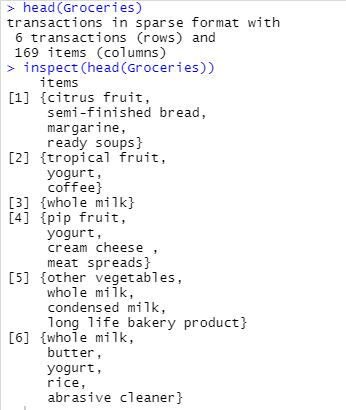 > head(Groceries)
transactions in sparse format with
 6 transactions (rows) and
 169 items (columns)
> inspect(head(Groceries))
    items
[1] {citrus fruit,
     semi-finished bread,
     margarine,
     ready soups}
[2] {tropical fruit,
     yogurt,
     coffee}
[3] {whole milk}
[4] {pip fruit,
     yogurt,
     cream cheese ,
     meat spreads}
[5] {other vegetables,
     whole milk,
     condensed milk,
     long life bakery product}
[6] {whole milk,
     butter,
     yogurt,
     rice,
     abrasive cleaner}